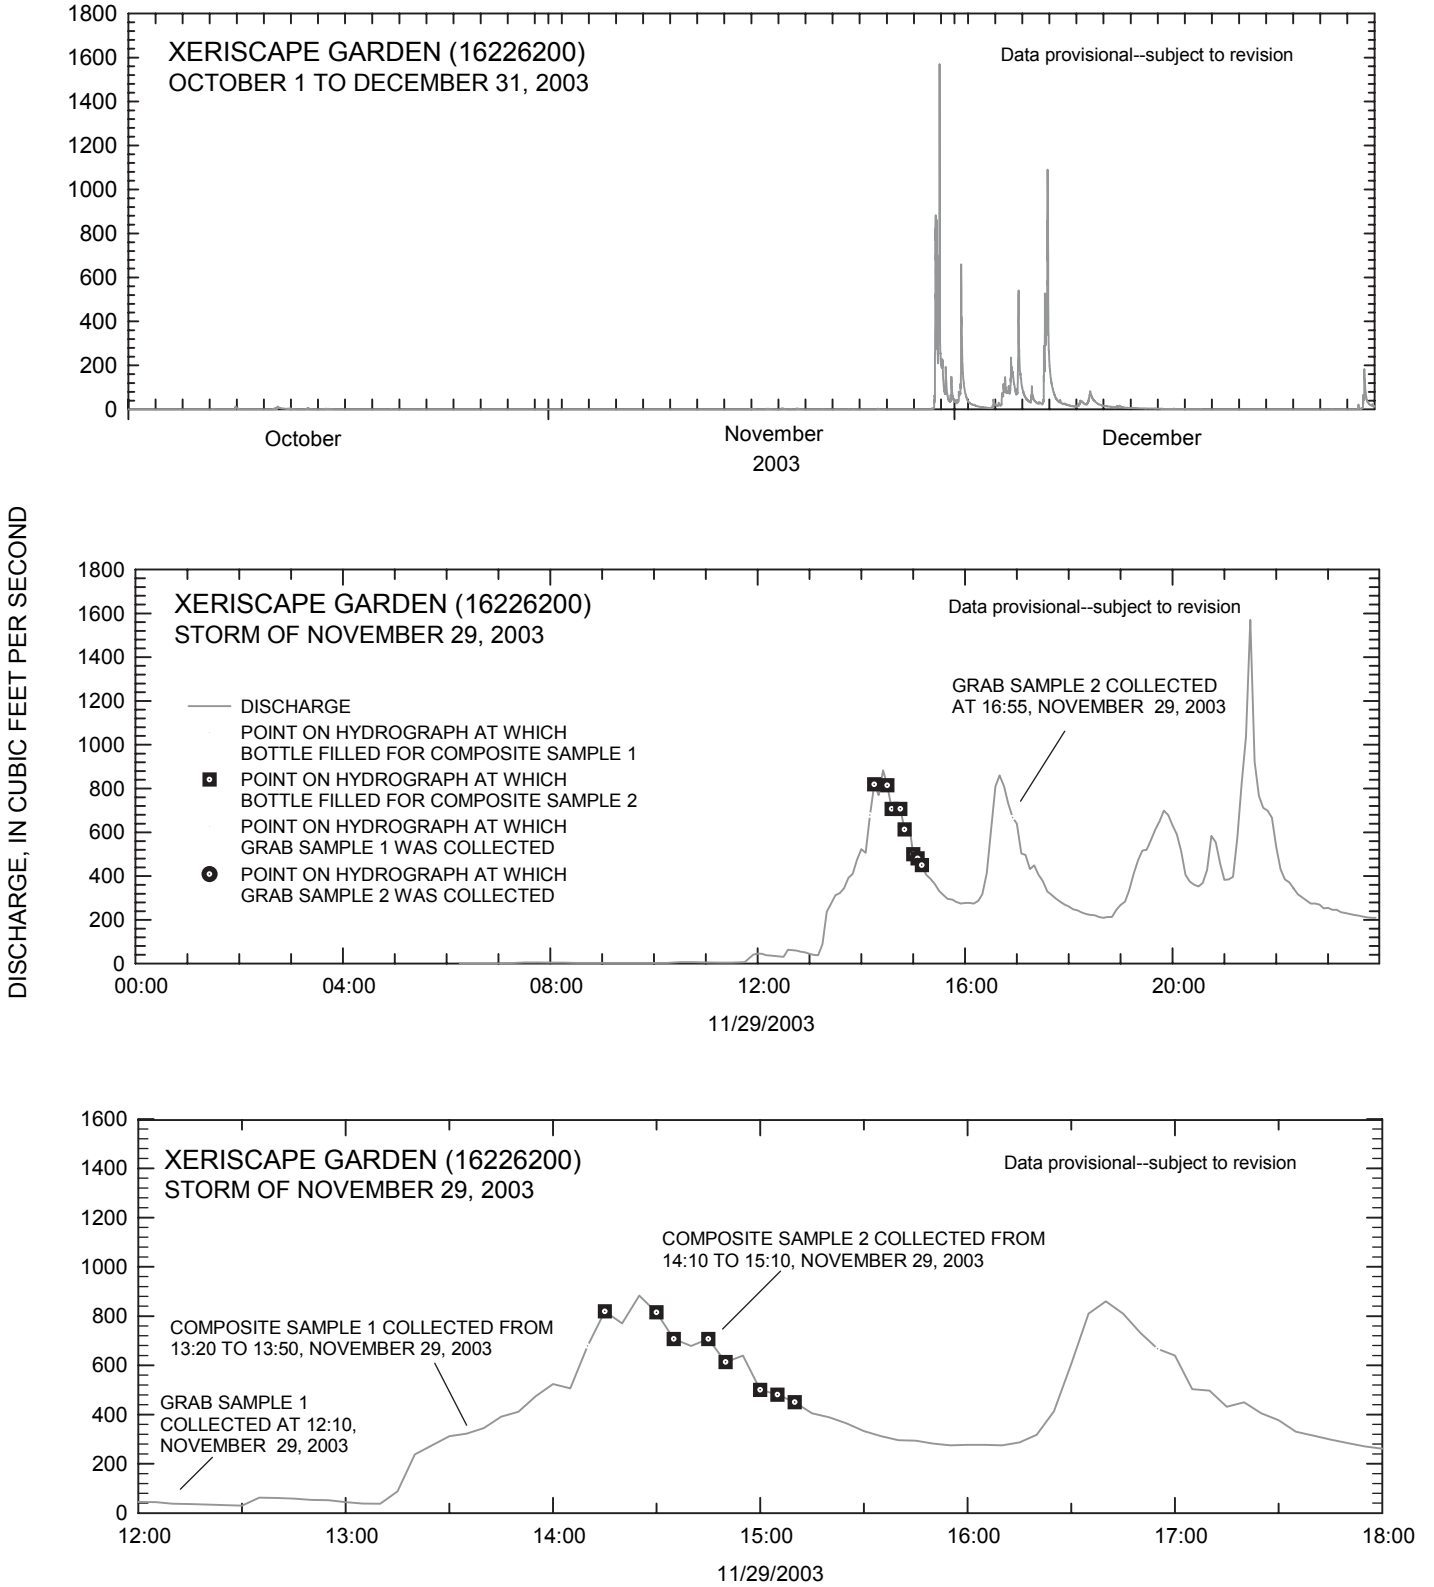 DISCHARGE, IN CUBIC FEET PER SECOND
1800
1600
1400
1200
1000
800
600
400
200
0
XERISCAPE GARDEN (16226200)
OCTOBER 1 TO DECEMBER 31, 2003
Data provisional--subject to revision
October
November
December
2003
1800
1600
1400
1200
1000
800
600
400
200
0
XERISCAPE GARDEN (16226200)
STORM OF NOVEMBER 29, 2003
Data provisional--subject to revision
DISCHARGE
POINT ON HYDROGRAPH AT WHICH
BOTTLE FILLED FOR COMPOSITE SAMPLE 1
POINT ON HYDROGRAPH AT WHICH
BOTTLE FILLED FOR COMPOSITE SAMPLE 2
POINT ON HYDROGRAPH AT WHICH
GRAB SAMPLE 1 WAS COLLECTED
POINT ON HYDROGRAPH AT WHICH
GRAB SAMPLE 2 WAS COLLECTED
GRAB SAMPLE 2 COLLECTED
AT 16:55, NOVEMBER 29, 2003
00:00 04:00 08:00 12:00 16:00 20:00
11/29/2003
1600
1400
1200
1000
800
600
400
200
0
XERISCAPE GARDEN (16226200)
STORM OF NOVEMBER 29, 2003
Data provisional--subject to revision
COMPOSITE SAMPLE 2 COLLECTED FROM
14:10 TO 15:10, NOVEMBER 29, 2003
COMPOSITE SAMPLE 1 COLLECTED FROM
13:20 TO 13:50, NOVEMBER 29, 2003
GRAB SAMPLE 1
COLLECTED AT 12:10,
NOVEMBER 29, 2003
12:00 13:00 14:00 15:00 16:00 17:00 18:00
11/29/2003